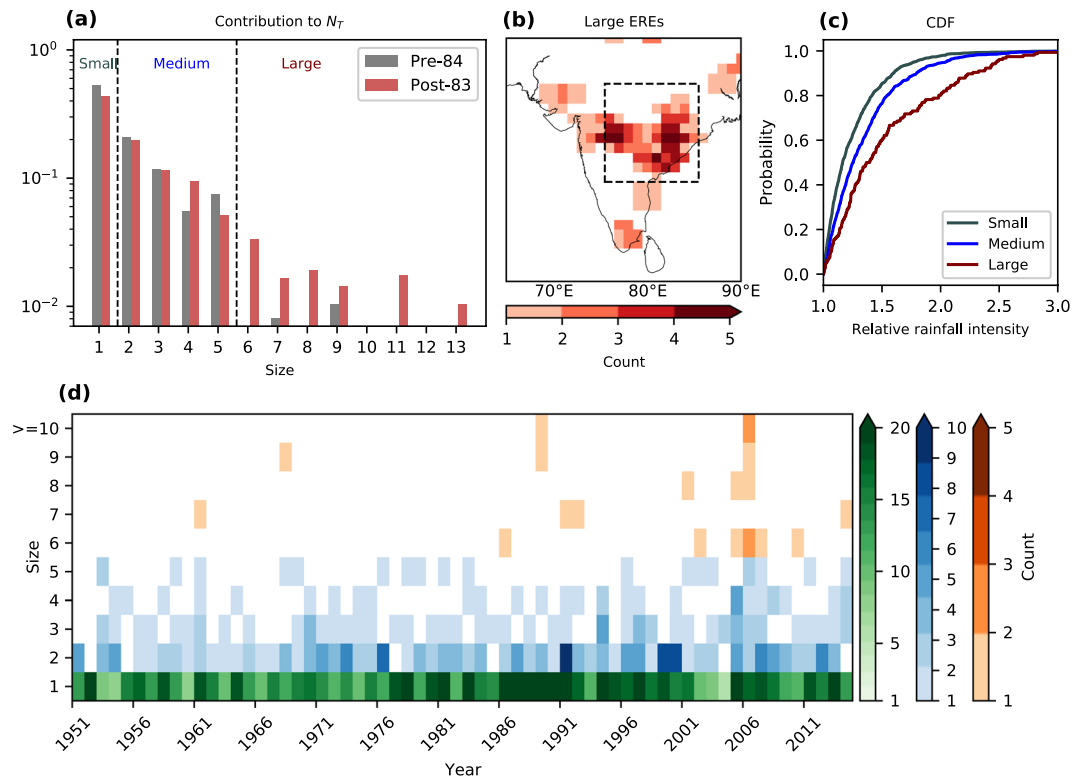 (a)
Contribution to N_T
10⁰
10⁻¹
10⁻²
Small
Medium
Large
Pre-84
Post-83
1 2 3 4 5 6 7 8 9 10 11 12 13
Size
(b)
Large EREs
70°E 80°E 90°E
1 2 3 4 5
Count
(c)
CDF
Probability
1.0
0.8
0.6
0.4
0.2
0.0
Small
Medium
Large
1.0 1.5 2.0 2.5 3.0
Relative rainfall intensity
(d)
Size
>=10
9
8
7
6
5
4
3
2
1
1951 1956 1961 1966 1971 1976 1981 1986 1991 1996 2001 2006 2011
Year
20
15
10
5
1
10
9
8
7
6
5
4
3
2
1
5
4
3
2
1
Count